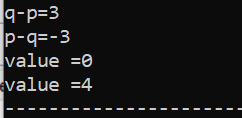 q-p=3
p-q=-3
value =0
value =4
-----------------------